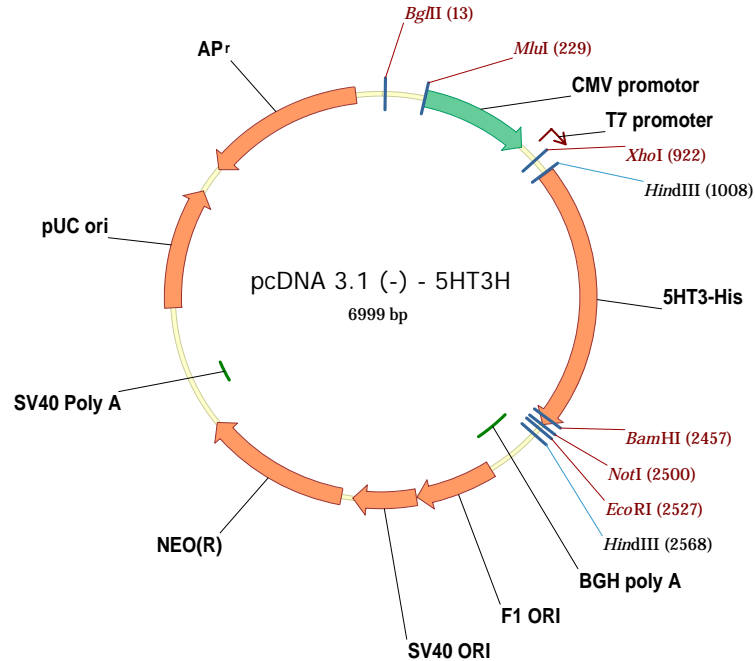 BglII (13)
MluI (229)
APr
CMV promotor
T7 promoter
XhoI (922)
HindIII (1008)
pUC ori
pcDNA 3.1 (-) - 5HT3H
6999 bp
5HT3-His
SV40 Poly A
BamHI (2457)
NotI (2500)
EcoRI (2527)
HindIII (2568)
NEO(R)
BGH poly A
F1 ORI
SV40 ORI